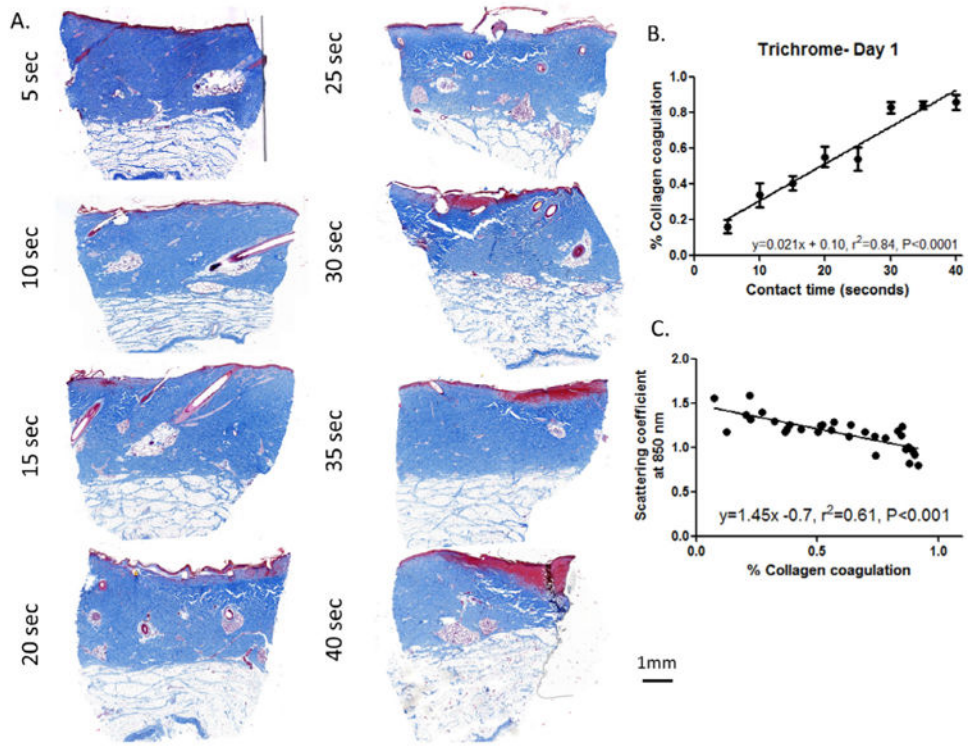 A.
5 sec
10 sec
15 sec
20 sec
25 sec
30 sec
35 sec
40 sec
1mm
B.
Trichrome- Day 1
% Collagen coagulation
1.0
0.8
0.6
0.4
0.2
0.0
0 10 20 30 40
y=0.021x + 0.10, r²=0.84, P<0.0001
Contact time (seconds)
C.
Scattering coefficient
at 850 nm
2.0
1.5
1.0
0.5
0.0
0.0 0.5 1.0
y=1.45x -0.7, r²=0.61, P<0.001
% Collagen coagulation